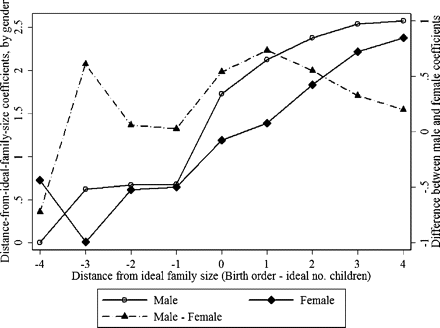 Distance-from-ideal-family-size coefficients, by gender
2.5
2
1.5
1
.5
0
1
.5
0
-.5
-1
Difference between male and female coefficients
-4 -3 -2 -1 0 1 2 3 4
Distance from ideal family size (Birth order - ideal no. children)
Male Female
Male - Female